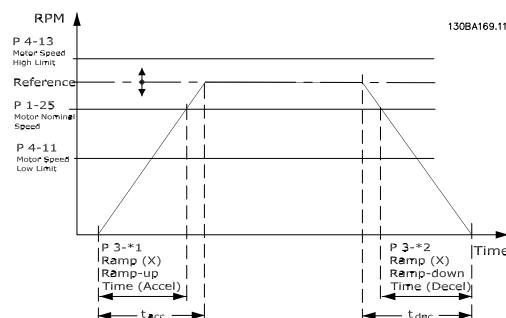 RPM
130BA169.11
P 4-13
Motor Speed
High Limit
Reference
P 1-25
Motor Nominal
Speed
P 4-11
Motor Speed
Low Limit
Time
P 3-*1
Ramp (X)
Ramp-up
Time (Accel)
P 3-*2
Ramp (X)
Ramp-down
Time (Decel)
tacc
tdec